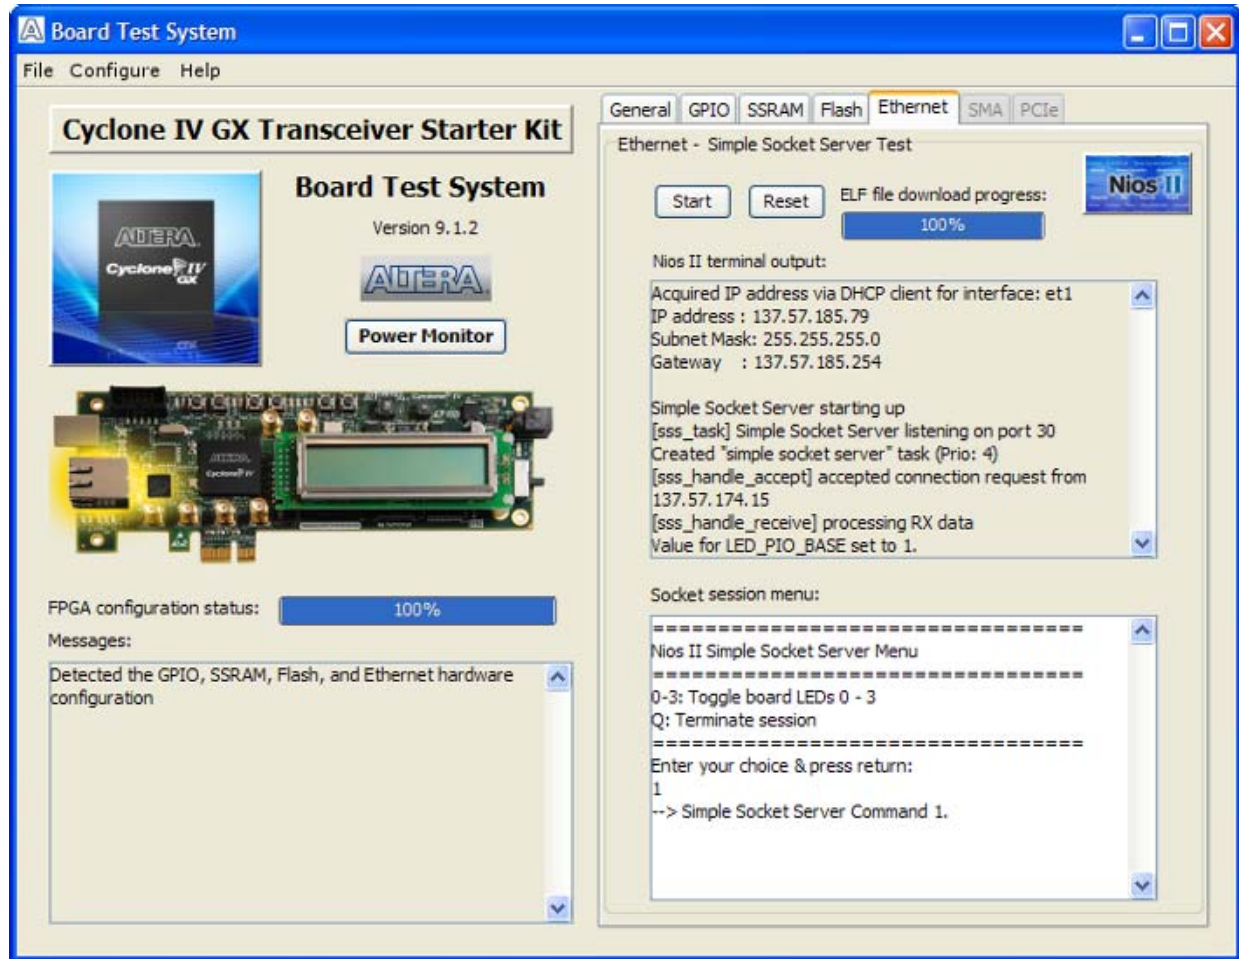 Board Test System
File Configure Help
Cyclone IV GX Transceiver Starter Kit
ALTERA
Cyclone IV
GX
Board Test System
Version 9.1.2
ALTERA
Power Monitor
ALTERA
Cyclone IV
FPGA configuration status: 100%
Messages:
Detected the GPIO, SSRAM, Flash, and Ethernet hardware
configuration
General GPIO SSRAM Flash Ethernet SMA PCIe
Ethernet - Simple Socket Server Test
Start Reset ELF file download progress:
100%
Nios II
Nios II terminal output:
Acquired IP address via DHCP client for interface: et1
IP address : 137.57.185.79
Subnet Mask: 255.255.255.0
Gateway   : 137.57.185.254
Simple Socket Server starting up
[sss_task] Simple Socket Server listening on port 30
Created "simple socket server" task (Prio: 4)
[sss_handle_accept] accepted connection request from
137.57.174.15
[sss_handle_receive] processing RX data
Value for LED_PIO_BASE set to 1.
Socket session menu:
=================================
Nios II Simple Socket Server Menu
=================================
0-3: Toggle board LEDs 0 - 3
Q: Terminate session
=================================
Enter your choice & press return:
1
--> Simple Socket Server Command 1.